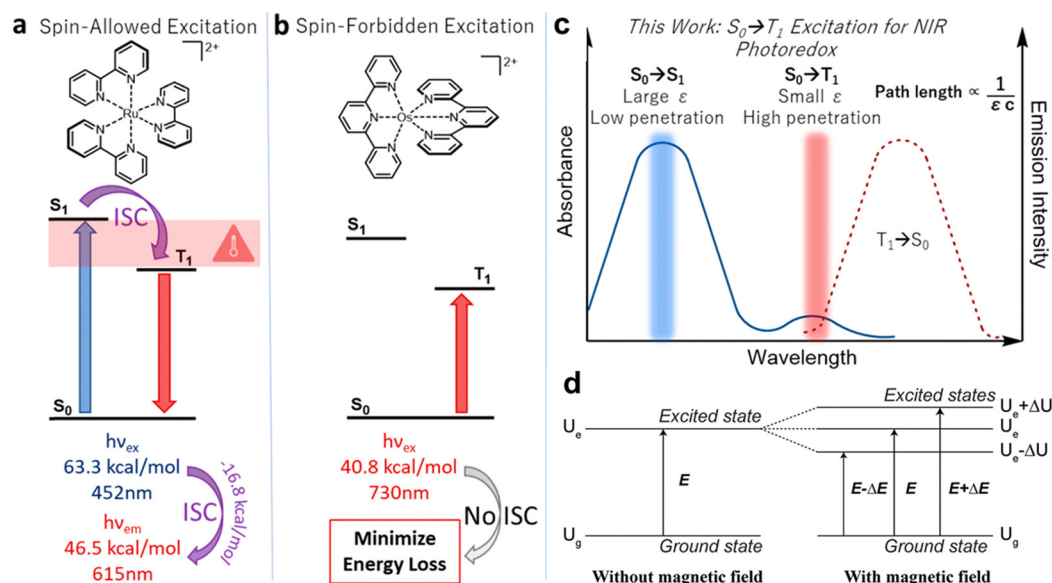 a Spin-Allowed Excitation
2+
N
N
N
Ru
N
N
N
S1
ISC
T1
S0
hνex
63.3 kcal/mol
452nm
ISC
-16.8 kcal/mol
hνem
46.5 kcal/mol
615nm
b Spin-Forbidden Excitation
2+
N
N
N
Os
N
N
N
S1
T1
S0
hνex
40.8 kcal/mol
730nm
No ISC
Minimize
Energy Loss
c
This Work: S0→T1 Excitation for NIR
Photoredox
S0→S1
Large ε
Low penetration
S0→T1
Small ε
High penetration
Path length ∝ 1
ε c
Absorbance
Emission Intensity
T1→S0
Wavelength
d
Excited state
Ue
E
Ug
Ground state
Without magnetic field
Excited states
Ue+ΔU
Ue
Ue-ΔU
E-ΔE
E
E+ΔE
Ground state
Ug
With magnetic field